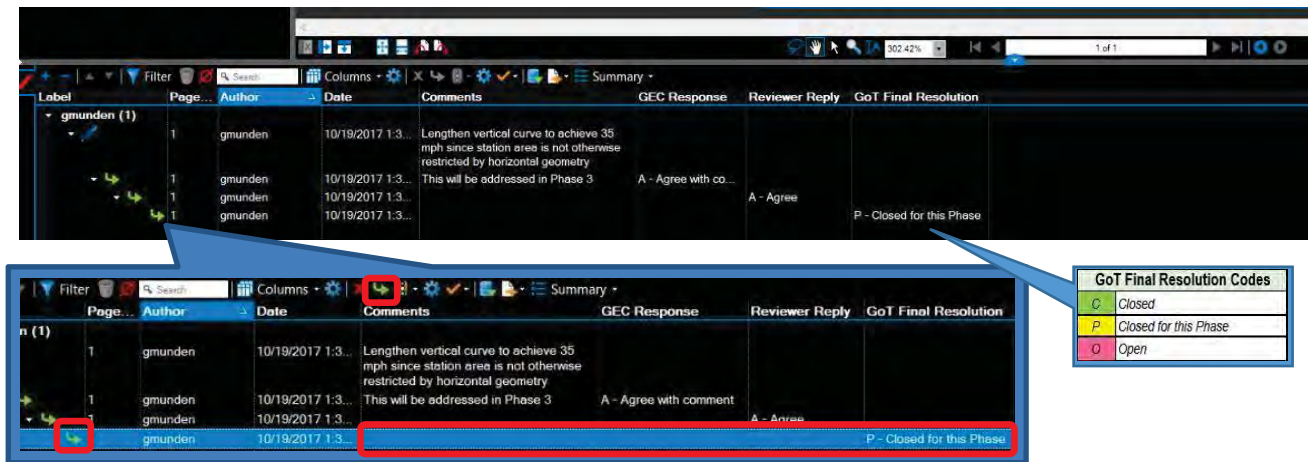 302.42% 1 of 1
Filter Search Columns Summary
Label Page... Author Date Comments GEC Response Reviewer Reply GoT Final Resolution
gmunden (1)
1 gmunden 10/19/2017 1:3... Lengthen vertical curve to achieve 35
mph since station area is not otherwise
restricted by horizontal geometry
1 gmunden 10/19/2017 1:3... This will be addressed in Phase 3 A - Agree with co...
1 gmunden 10/19/2017 1:3... A - Agree
1 gmunden 10/19/2017 1:3... P - Closed for this Phase
Filter Search Columns Summary
Page... Author Date Comments GEC Response Reviewer Reply GoT Final Resolution
n (1)
1 gmunden 10/19/2017 1:3... Lengthen vertical curve to achieve 35
mph since station area is not otherwise
restricted by horizontal geometry
1 gmunden 10/19/2017 1:3... This will be addressed in Phase 3 A - Agree with comment
1 gmunden 10/19/2017 1:3... A - Agree
gmunden 10/19/2017 1:3... P - Closed for this Phase
GoT Final Resolution Codes
C Closed
P Closed for this Phase
O Open